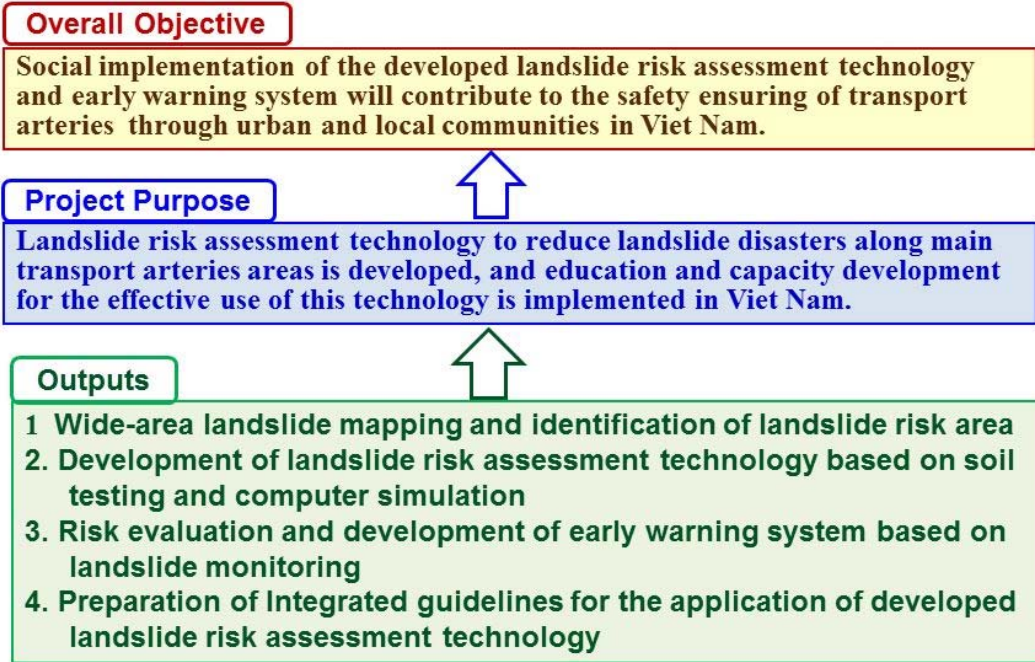 Overall Objective
Social implementation of the developed landslide risk assessment technology
and early warning system will contribute to the safety ensuring of transport
arteries through urban and local communities in Viet Nam.
Project Purpose
Landslide risk assessment technology to reduce landslide disasters along main
transport arteries areas is developed, and education and capacity development
for the effective use of this technology is implemented in Viet Nam.
Outputs
1 Wide-area landslide mapping and identification of landslide risk area
2. Development of landslide risk assessment technology based on soil
testing and computer simulation
3. Risk evaluation and development of early warning system based on
landslide monitoring
4. Preparation of Integrated guidelines for the application of developed
landslide risk assessment technology